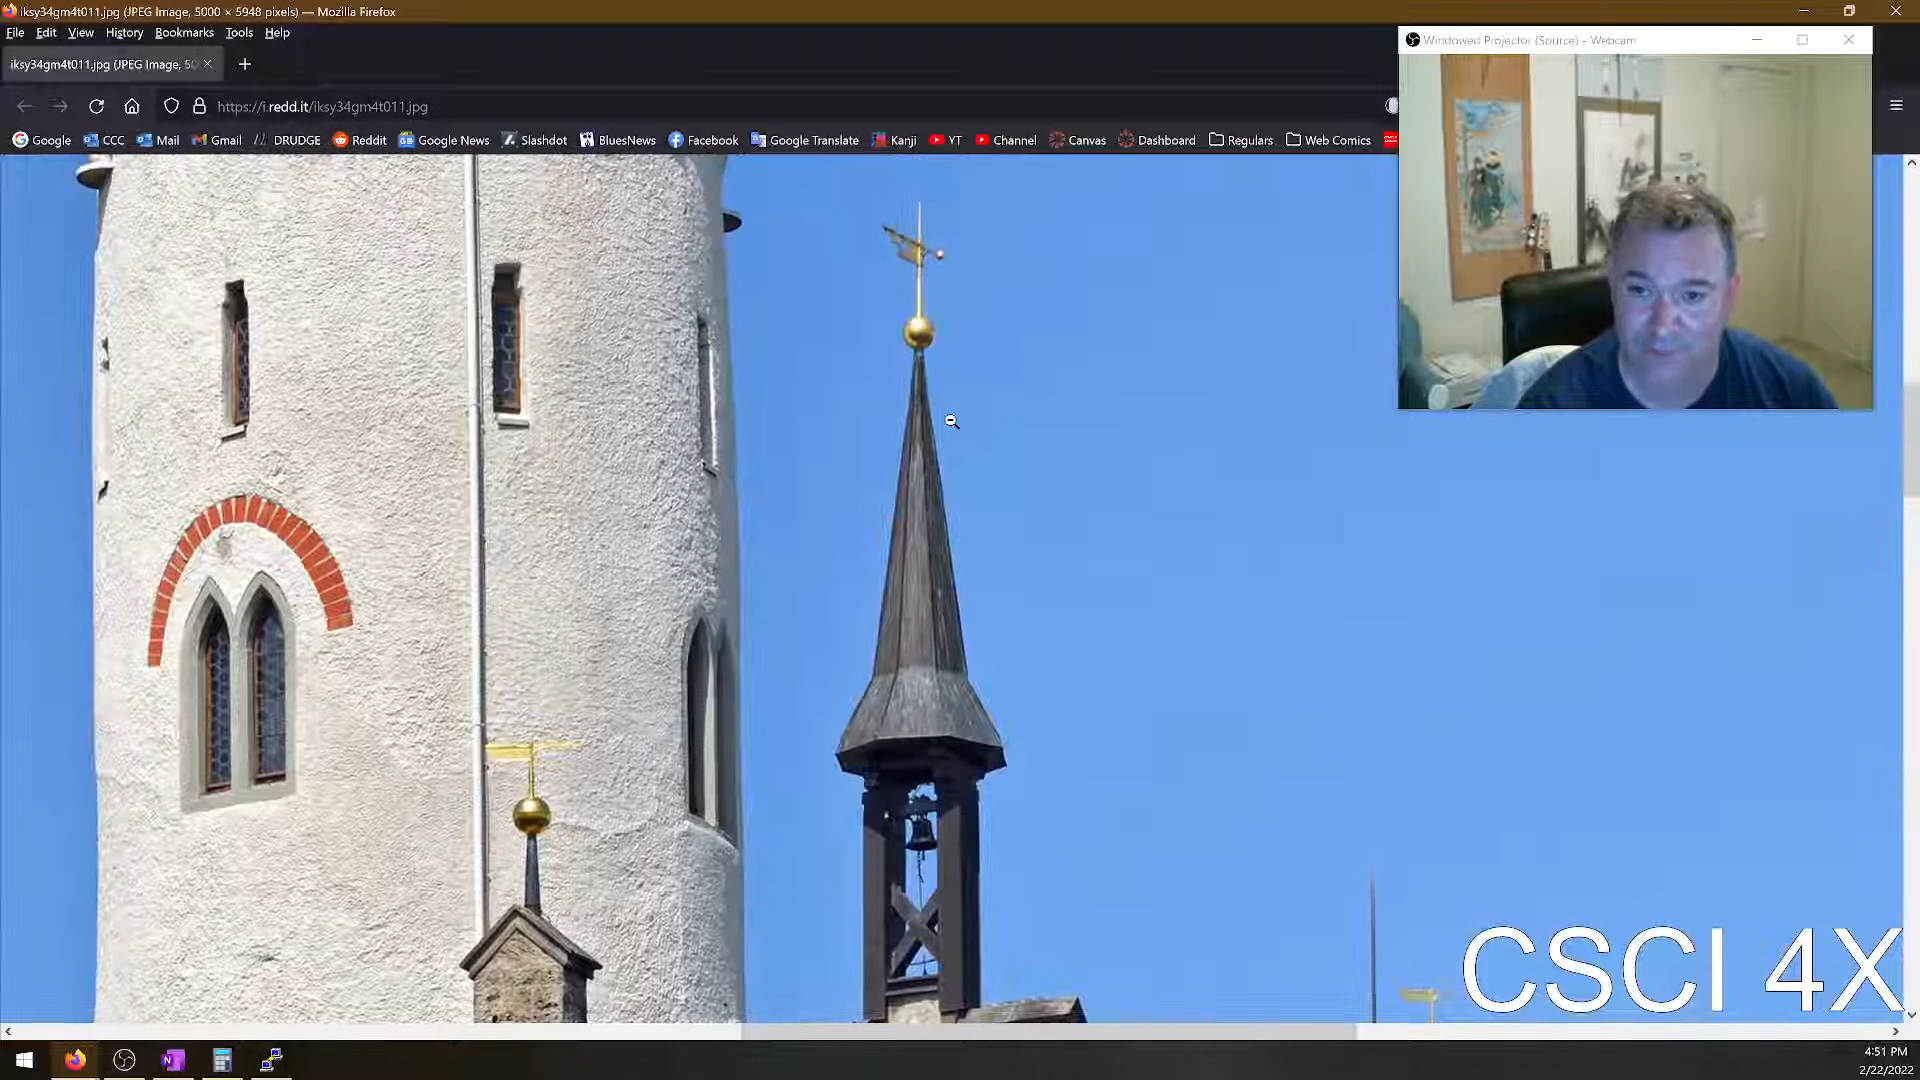 iksy34gm4t011.jpg (JPEG Image, 5000 × 5948 pixels) — Mozilla Firefox
File Edit View History Bookmarks Tools Help
Windowed Projector (Source) - Webcam
iksy34gm4t011.jpg (JPEG Image, 50
https://i.redd.it/iksy34gm4t011.jpg
Google CCC Mail Gmail DRUDGE Reddit Google News Slashdot BluesNews Facebook Google Translate Kanji YT Channel Canvas Dashboard Regulars Web Comics
CSCI 4X
4:51 PM
2/22/2022